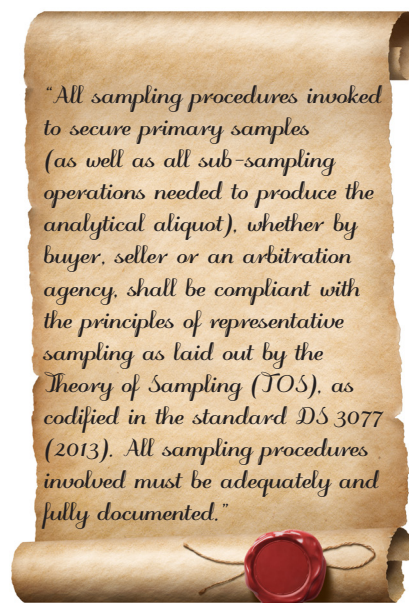 “All sampling procedures invoked
to secure primary samples
(as well as all sub-sampling
operations needed to produce the
analytical aliquot), whether by
buyer, seller or an arbitration
agency, shall be compliant with
the principles of representative
sampling as laid out by the
Theory of Sampling (TOS), as
codified in the standard DS 3077
(2013). All sampling procedures
involved must be adequately and
fully documented.”